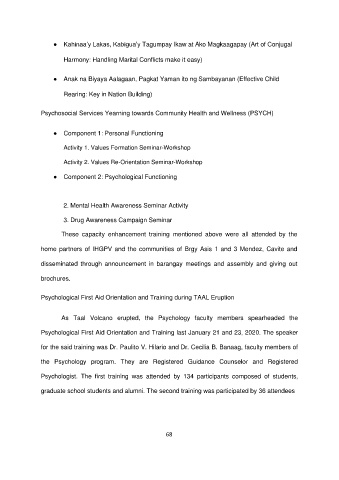 ● Kahinaa'y Lakas, Kabigua'y Tagumpay Ikaw at Ako Magkaagapay (Art of Conjugal
Harmony: Handling Marital Conflicts make it easy)
● Anak na Biyaya Aalagaan, Pagkat Yaman ito ng Sambayanan (Effective Child
Rearing: Key in Nation Building)
Psychosocial Services Yearning towards Community Health and Wellness (PSYCH)
● Component 1: Personal Functioning
Activity 1. Values Formation Seminar-Workshop
Activity 2. Values Re-Orientation Seminar-Workshop
● Component 2: Psychological Functioning
2. Mental Health Awareness Seminar Activity
3. Drug Awareness Campaign Seminar
These capacity enhancement training mentioned above were all attended by the
home partners of IHGPV and the communities of Brgy Asis 1 and 3 Mendez, Cavite and
disseminated through announcement in barangay meetings and assembly and giving out
brochures.
Psychological First Aid Orientation and Training during TAAL Eruption
As Taal Volcano erupted, the Psychology faculty members spearheaded the
Psychological First Aid Orientation and Training last January 21 and 23, 2020. The speaker
for the said training was Dr. Paulito V. Hilario and Dr. Cecilia B. Banaag, faculty members of
the Psychology program. They are Registered Guidance Counselor and Registered
Psychologist. The first training was attended by 134 participants composed of students,
graduate school students and alumni. The second training was participated by 36 attendees
68